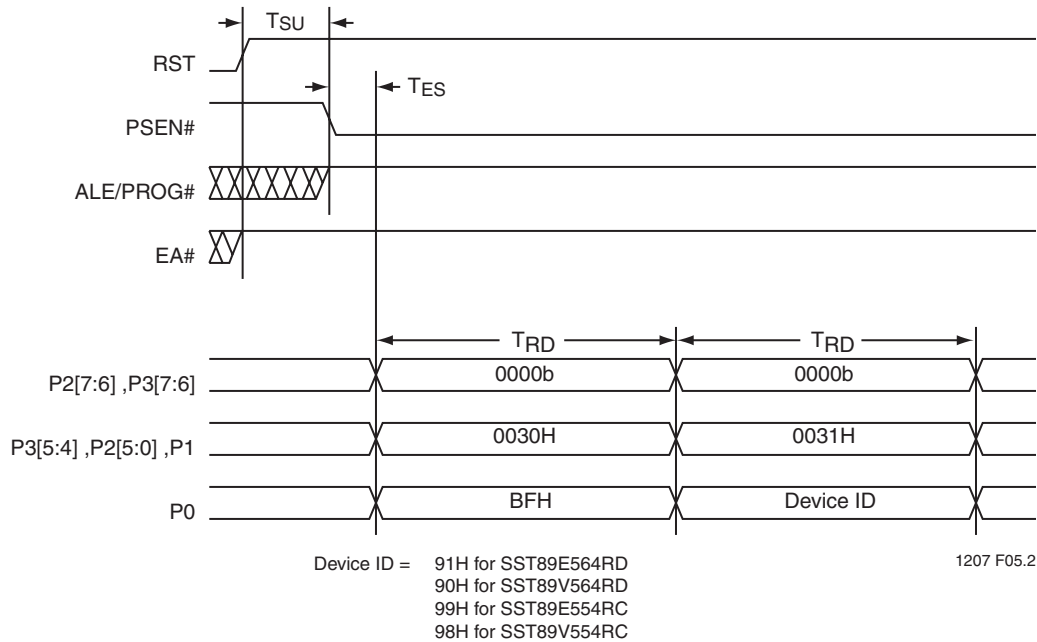 TSU
RST
TES
PSEN#
ALE/PROG#
EA#
TRD TRD
P2[7:6] ,P3[7:6] 0000b 0000b
P3[5:4] ,P2[5:0] ,P1 0030H 0031H
P0 BFH Device ID
Device ID = 91H for SST89E564RD 1207 F05.2
90H for SST89V564RD
99H for SST89E554RC
98H for SST89V554RC